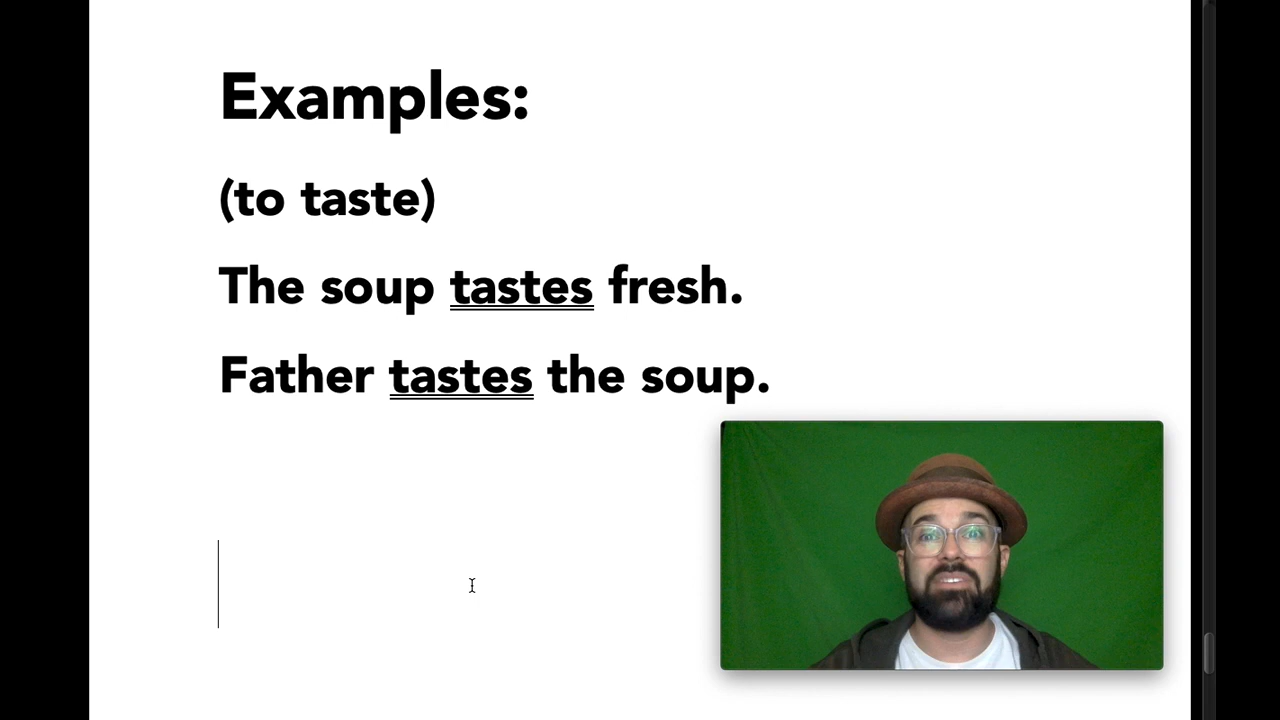 Examples:
(to taste)
The soup tastes fresh.
Father tastes the soup.